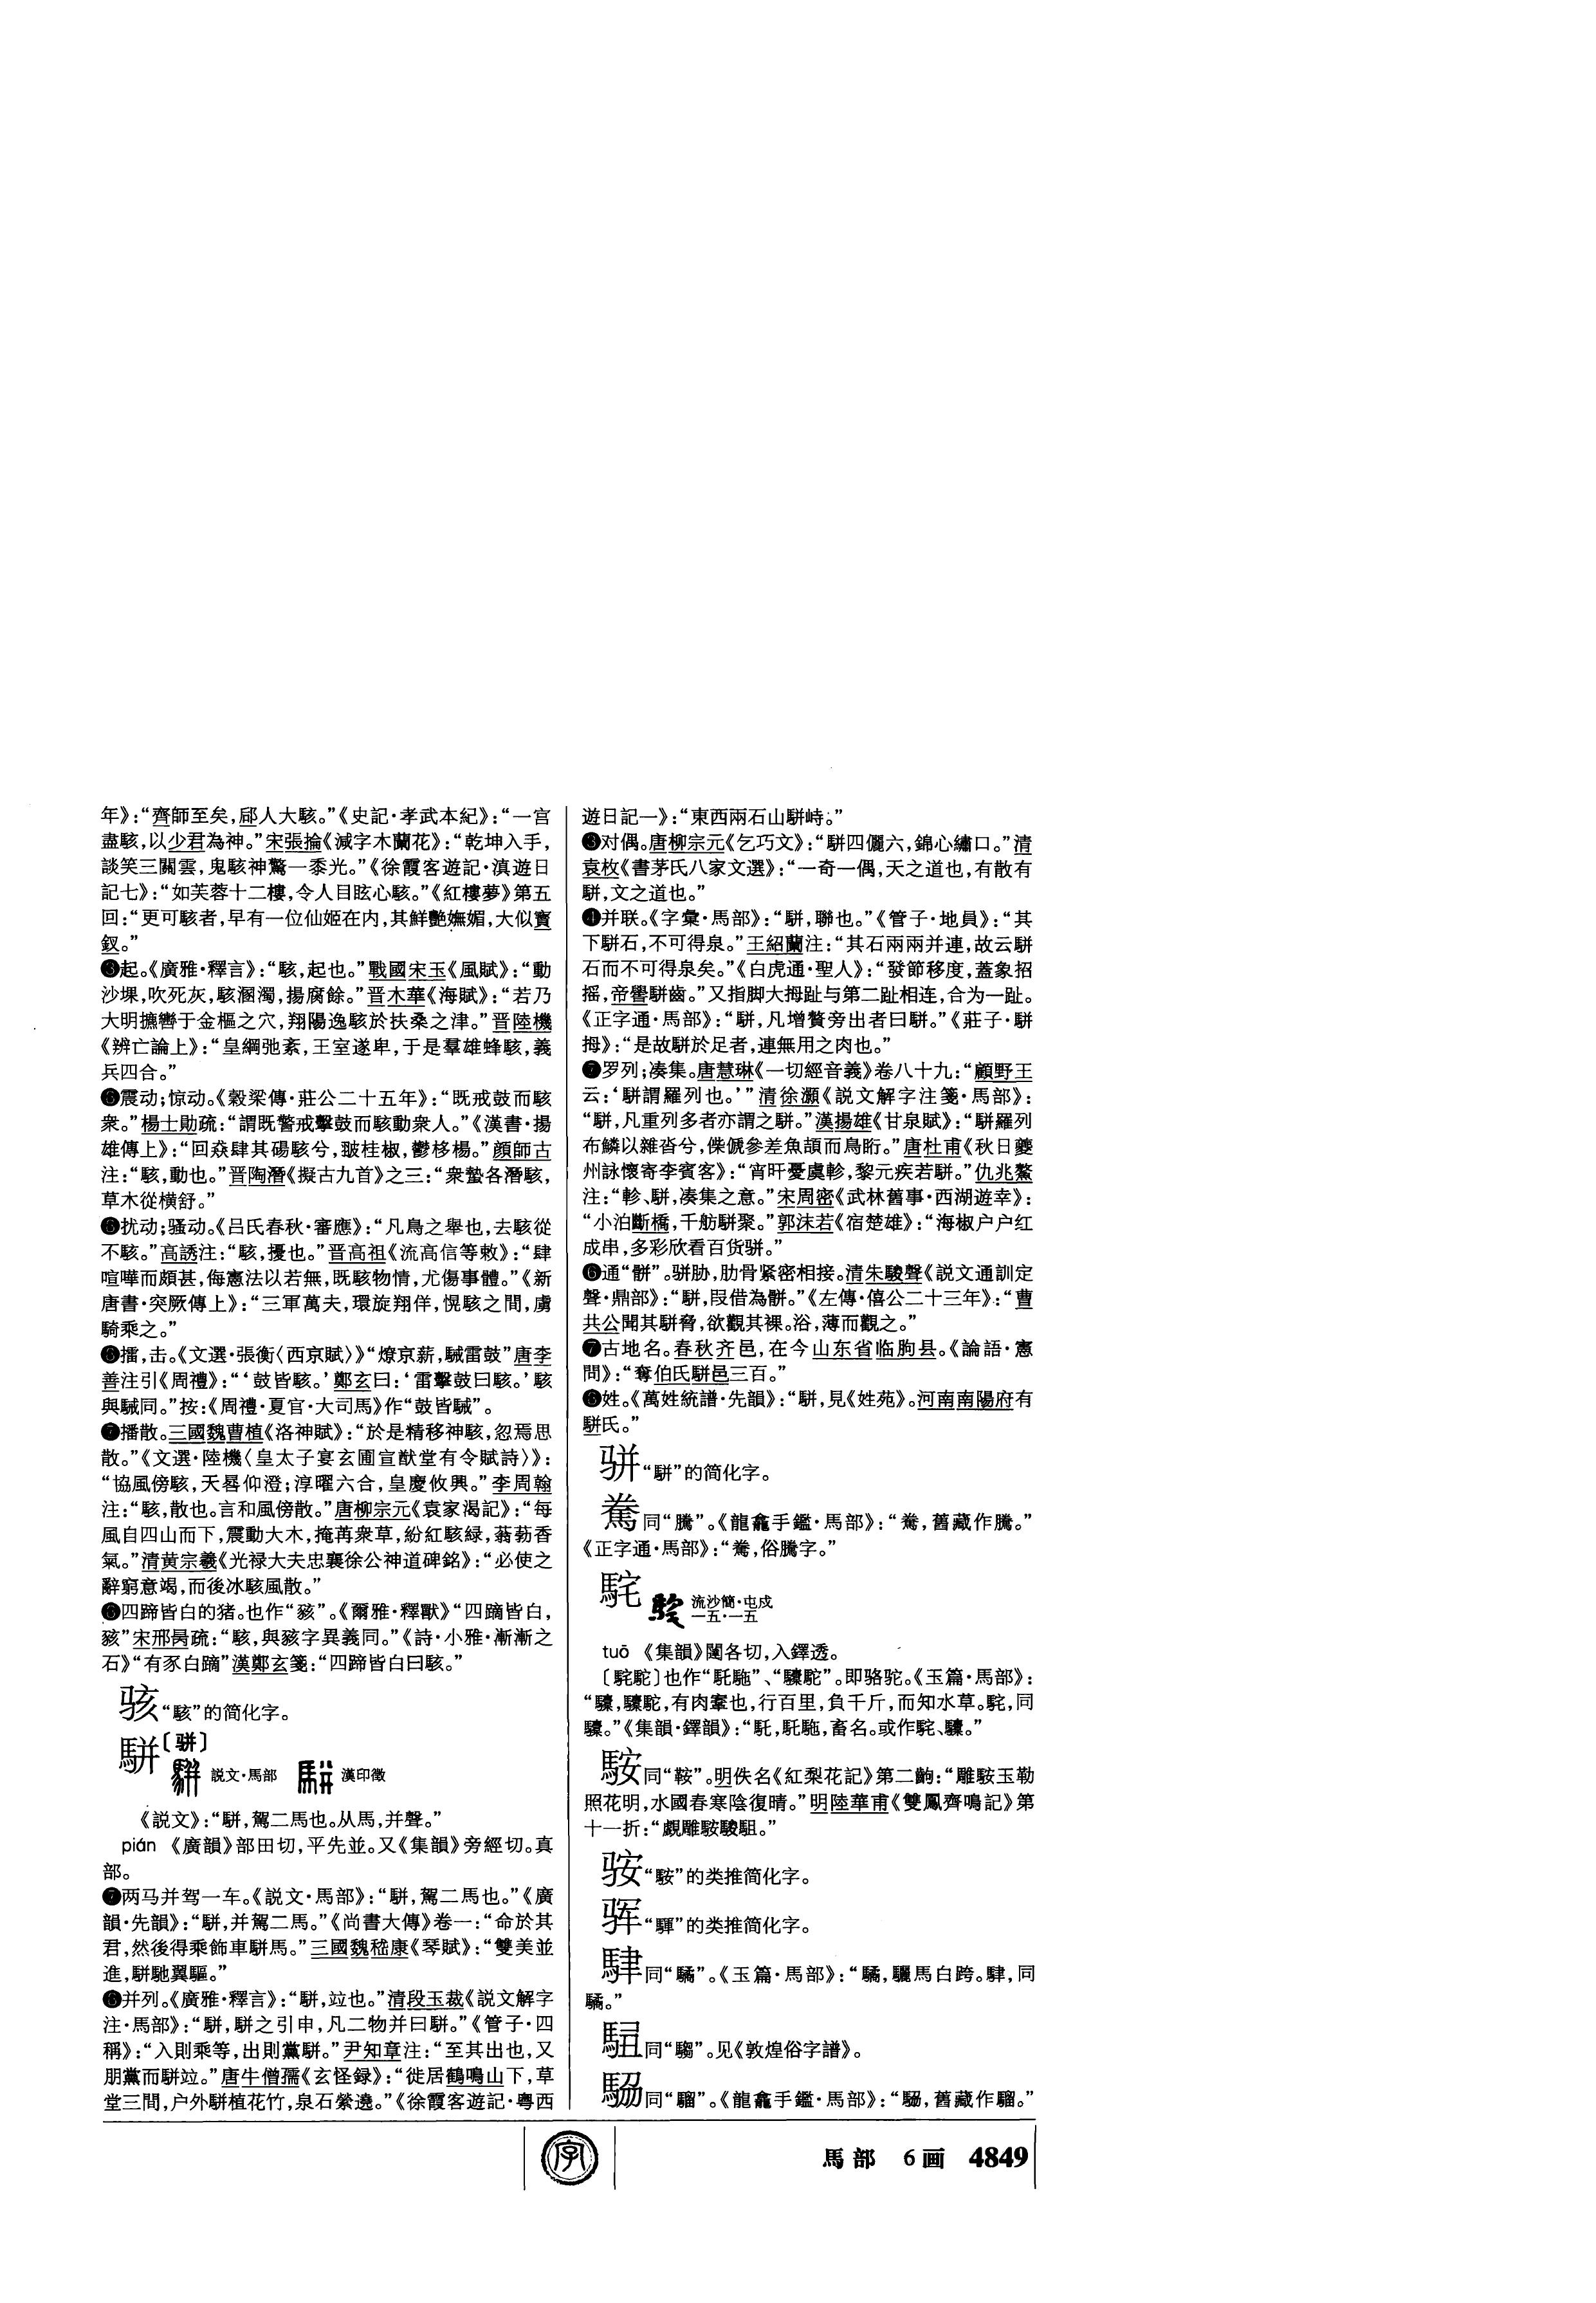 年》：“齊師至矣，郈人大駭。”《史記·孝武本紀》：“一宫
盡駭，以少君為神。”宋張掄《減字木蘭花》：“乾坤入手，
談笑三關雲，鬼駭神驚一黍光。”《徐霞客遊記·滇遊日
記七》：“如芙蓉十二樓，令人目眩心駭。”《紅樓夢》第五
回：“更可駭者，早有一位仙姬在内，其鮮艷嫵媚，大似寳
釵。”
起。《廣雅·釋言》：“駭，起也。”戰國宋玉《風賦》：“動
沙堁，吹死灰，駭溷濁，揚腐餘。”晋木華《海賦》：“若乃
大明攎轡于金樞之穴，翔陽逸駭於扶桑之津。”晋陸機
《辨亡論上》：“皇綱弛紊，王室遂卑，于是羣雄蜂駭，義
兵四合。”
震动；惊动。《穀梁傳·莊公二十五年》：“既戒鼓而駭
衆。”楊士勛疏：“謂既警戒擊鼓而駭動衆人。”《漢書·揚
雄傳上》：“回猋肆其碭駭兮，翍桂椒，鬱栘楊。”顔師古
注：“駭，動也。”晋陶潛《擬古九首》之三：“衆蟄各潛駭，
草木從横舒。”
扰动；骚动。《吕氏春秋·審應》：“凡鳥之舉也，去駭從
不駭。”高誘注：“駭，擾也。”晋高祖《流高信等敕》：“肆
喧嘩而頗甚，侮憲法以若無，既駭物情，尤傷事體。”《新
唐書·突厥傳上》：“三軍萬夫，環旋翔佯，愰駭之間，虜
騎乘之。”
擂，击。《文選·張衡〈西京賦〉》“燎京薪，駴雷鼓”唐李
善注引《周禮》：“‘鼓皆駭。’鄭玄曰：‘雷擊鼓曰駭。’駭
與駴同。”按：《周禮·夏官·大司馬》作“鼓皆駴”。
播散。三國魏曹植《洛神賦》：“於是精移神駭，忽焉思
散。”《文選·陸機〈皇太子宴玄圃宣猷堂有令賦詩〉》：
“協風傍駭，天晷仰澄；淳曜六合，皇慶攸興。”李周翰
注：“駭，散也。言和風傍散。”唐柳宗元《袁家渴記》：“每
風自四山而下，震動大木，掩苒衆草，紛紅駭緑，蓊葧香
氣。”清黄宗羲《光禄大夫忠襄徐公神道碑銘》：“必使之
辭窮意竭，而後冰駭風散。”
四蹄皆白的猪。也作“豥”。《爾雅·釋獸》“四蹢皆白，
豥”宋邢昺疏：“駭，與豥字異義同。”《詩·小雅·漸漸之
石》“有豕白蹢”漢鄭玄箋：“四蹄皆白曰駭。”
骇“駭”的简化字。
駢〔骈〕
説文·馬部 漢印徵
《説文》：“駢，駕二馬也。从馬，并聲。”
pián 《廣韻》部田切，平先並。又《集韻》旁經切。真
部。
❼两马并驾一车。《説文·馬部》：“駢，駕二馬也。”《廣
韻·先韻》：“駢，并駕二馬。”《尚書大傳》卷一：“命於其
君，然後得乘飾車駢馬。”三國魏嵇康《琴賦》：“雙美並
進，駢馳翼驅。”
并列。《廣雅·釋言》：“駢，竝也。”清段玉裁《説文解字
注·馬部》：“駢，駢之引申，凡二物并曰駢。”《管子·四
稱》：“入則乘等，出則黨駢。”尹知章注：“至其出也，又
朋黨而駢竝。”唐牛僧孺《玄怪録》：“徙居鶴鳴山下，草
堂三間，户外駢植花竹，泉石縈遶。”《徐霞客遊記·粤西
遊日記一》：“東西兩石山駢峙。”
❸对偶。唐柳宗元《乞巧文》：“駢四儷六，錦心繡口。”清
袁枚《書茅氏八家文選》：“一奇一偶，天之道也，有散有
駢，文之道也。”
❹并联。《字彙·馬部》：“駢，聯也。”《管子·地員》：“其
下駢石，不可得泉。”王紹蘭注：“其石兩兩并連，故云駢
石而不可得泉矣。”《白虎通·聖人》：“發節移度，蓋象招
摇，帝嚳駢齒。”又指脚大拇趾与第二趾相连，合为一趾。
《正字通·馬部》：“駢，凡增贅旁出者曰駢。”《莊子·駢
拇》：“是故駢於足者，連無用之肉也。”
❼罗列；凑集。唐慧琳《一切經音義》卷八十九：“顧野王
云：‘駢謂羅列也。’”清徐灝《説文解字注箋·馬部》：
“駢，凡重列多者亦謂之駢。”漢揚雄《甘泉賦》：“駢羅列
布鱗以雜沓兮，偨傂參差魚頡而鳥䀪。”唐杜甫《秋日夔
州詠懷寄李賓客》：“宵旰憂虞軫，黎元疾苦駢。”仇兆鰲
注：“軫、駢，凑集之意。”宋周密《武林舊事·西湖遊幸》：
“小泊斷橋，千舫駢聚。”郭沫若《宿楚雄》：“海椒户户红
成串，多彩欣看百货骈。”
❻通“骿”。骈胁，肋骨紧密相接。清朱駿聲《説文通訓定
聲·鼎部》：“駢，叚借為骿。”《左傳·僖公二十三年》：“曹
共公聞其駢脅，欲觀其裸。浴，薄而觀之。”
❼古地名。春秋齐邑，在今山东省临朐县。《論語·憲
問》：“奪伯氏駢邑三百。”
姓。《萬姓統譜·先韻》：“駢，見《姓苑》。河南南陽府有
駢氏。”
骈“駢”的简化字。
䭿同“騰”。《龍龕手鑑·馬部》：“䭿，舊藏作騰。”
《正字通·馬部》：“䭿，俗騰字。”
馲 流沙簡·屯戍
一五·一五
tuō 《集韻》闥各切，入鐸透。
也作“馲駞”、“驝駝”。即骆驼。《玉篇·馬部》：
“驝，驝駝，有肉鞌也，行百里，負千斤，而知水草。同
驝。”《集韻·鐸韻》：“馲，馲駞，畜名。或作驝。”
䮗同“鞍”。明佚名《紅梨花記》第二齣：“雕䮗玉勒
照花明，水國春寒陰復晴。”明陸華甫《雙鳳齊鳴記》第
十一折：“覷雕䮗駿駔。”
“䮗”的类推简化字。
“驔”的类推简化字。
同“驈”。《玉篇·馬部》：“驈，驪馬白跨。同
驈。”
同“騶”。见《敦煌俗字譜》。
同“騮”。《龍龕手鑑·馬部》：“舊藏作騮。”
馬部 6画 4849